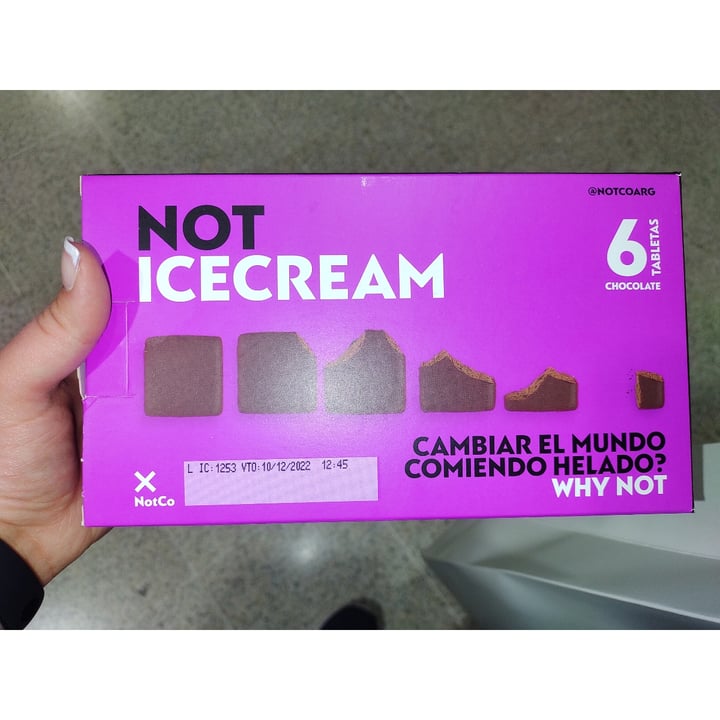 @NOTCOARG
NOT
ICECREAM
6
TABLETAS
CHOCOLATE
CAMBIAR EL MUNDO
COMIENDO HELADO?
WHY NOT
L IC:1253 VTO:10/12/2022 12:45
NotCo